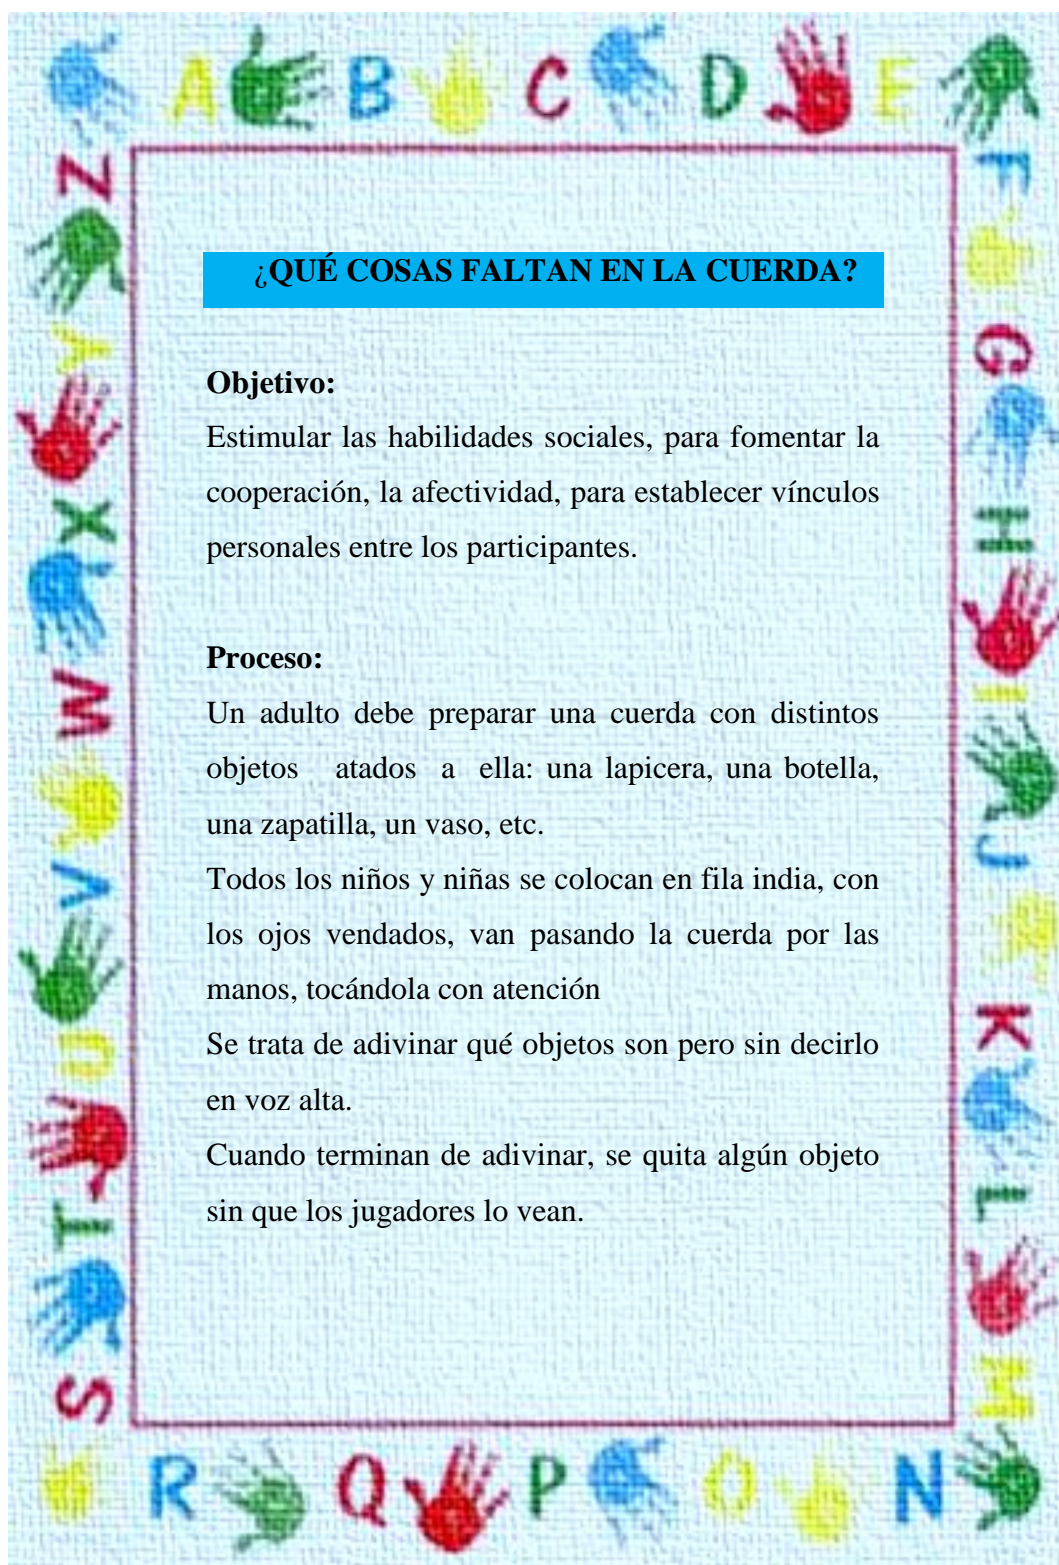 A B C D E
F
G
H
I
J
K
L
M
N
O
P
Q
R
S
T
U
V
W
X
Y
Z
¿QUÉ COSAS FALTAN EN LA CUERDA?
Objetivo:
Estimular las habilidades sociales, para fomentar la
cooperación, la afectividad, para establecer vínculos
personales entre los participantes.
Proceso:
Un adulto debe preparar una cuerda con distintos
objetos atados a ella: una lapicera, una botella,
una zapatilla, un vaso, etc.
Todos los niños y niñas se colocan en fila india, con
los ojos vendados, van pasando la cuerda por las
manos, tocándola con atención
Se trata de adivinar qué objetos son pero sin decirlo
en voz alta.
Cuando terminan de adivinar, se quita algún objeto
sin que los jugadores lo vean.